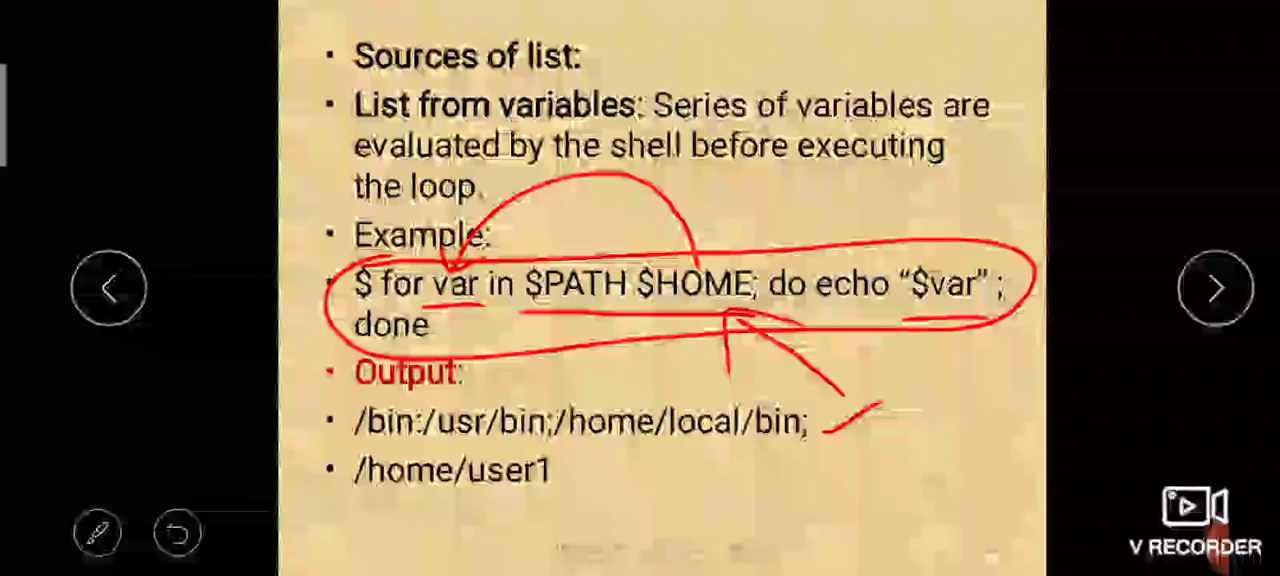 • Sources of list:
• List from variables: Series of variables are
evaluated by the shell before executing
the loop.
• Example:
• $ for var in $PATH $HOME; do echo “$var” ;
done
• Output:
• /bin:/usr/bin;/home/local/bin;
• /home/user1
V RECORDER